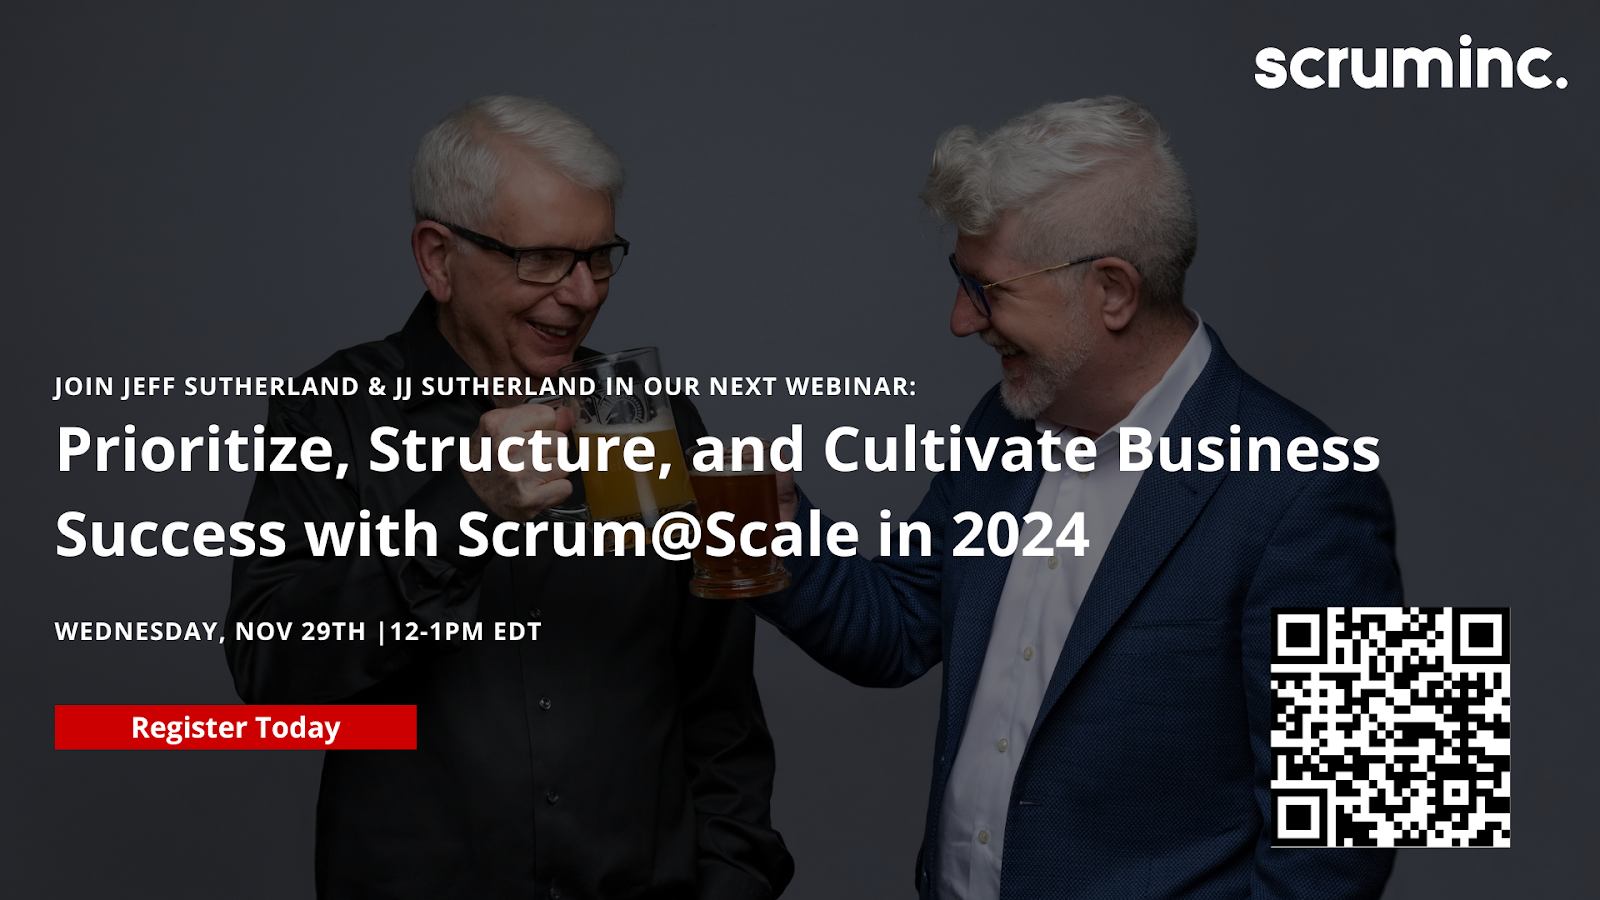 scruminc.
JOIN JEFF SUTHERLAND & JJ SUTHERLAND IN OUR NEXT WEBINAR:
Prioritize, Structure, and Cultivate Business
Success with Scrum@Scale in 2024
WEDNESDAY, NOV 29TH |12-1PM EDT
Register Today